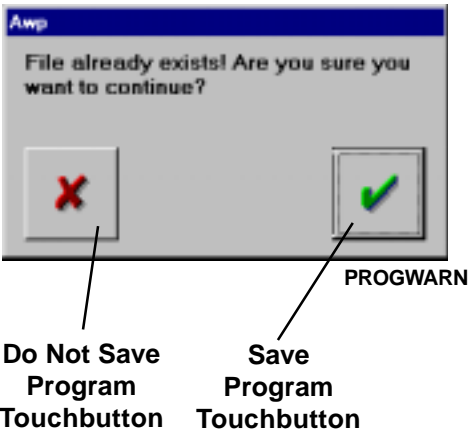 Awp
File already exists! Are you sure you
want to continue?
PROGWARN
Do Not Save
Program
Touchbutton
Save
Program
Touchbutton